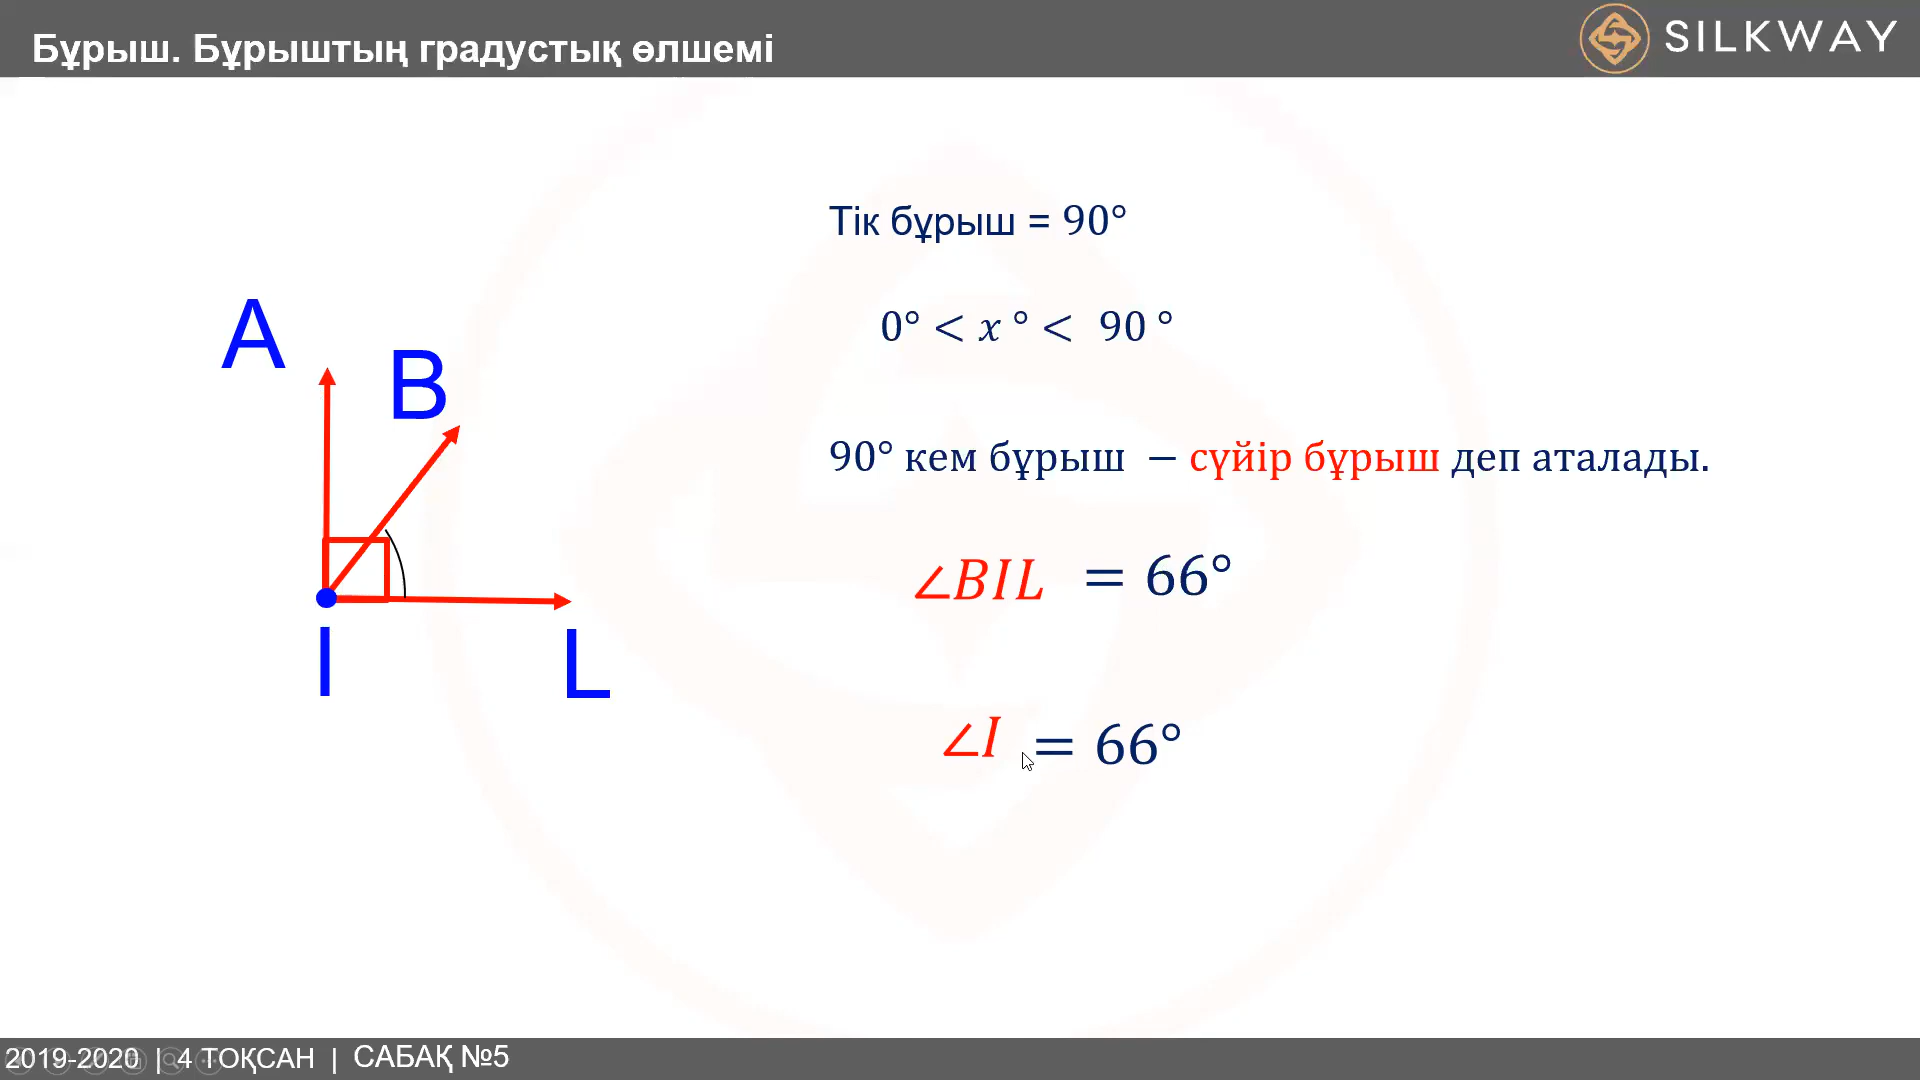 Бұрыш. Бұрыштың градустық өлшемі
SILKWAY
Тік бұрыш = 90°
0° < x ° < 90 °
A
B
90° кем бұрыш − сүйір бұрыш деп аталады.
∠BIL = 66°
I
L
∠I = 66°
2019-2020 | 4 ТОҚСАН | САБАҚ №5